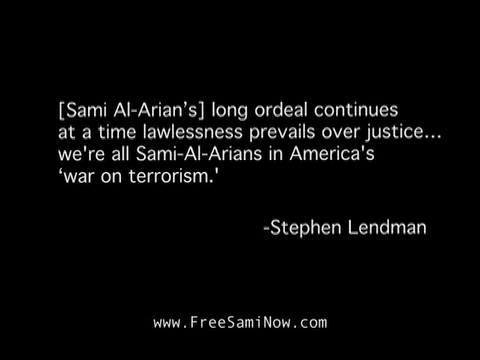 [Sami Al-Arian's] long ordeal continues
at a time lawlessness prevails over justice...
we're all Sami-Al-Arians in America's
‘war on terrorism.'
-Stephen Lendman
www.FreeSamiNow.com